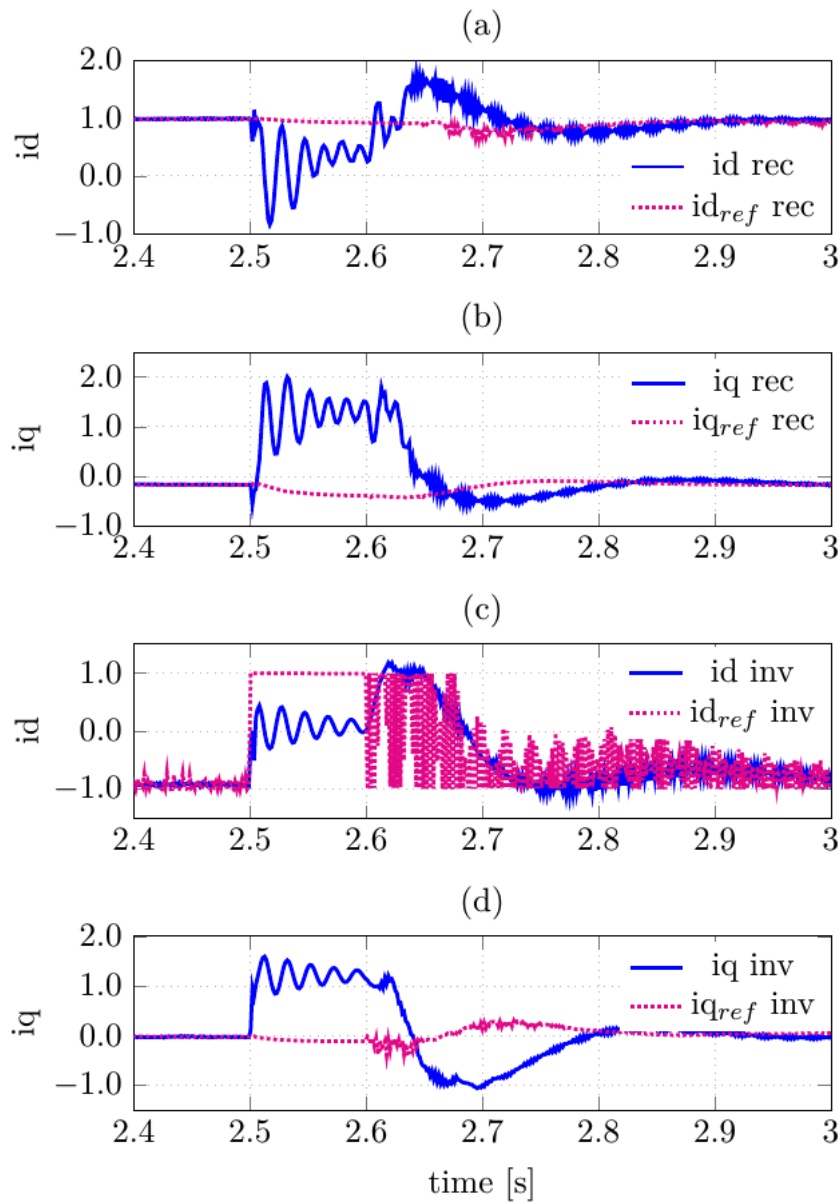 (a)
2.0
1.0
0.0
−1.0
id
id rec
id_ref rec
2.4 2.5 2.6 2.7 2.8 2.9 3
(b)
2.0
1.0
0.0
−1.0
iq
iq rec
iq_ref rec
2.4 2.5 2.6 2.7 2.8 2.9 3
(c)
1.0
0.0
−1.0
id
id inv
id_ref inv
2.4 2.5 2.6 2.7 2.8 2.9 3
(d)
2.0
1.0
0.0
−1.0
iq
iq inv
iq_ref inv
2.4 2.5 2.6 2.7 2.8 2.9 3
time [s]